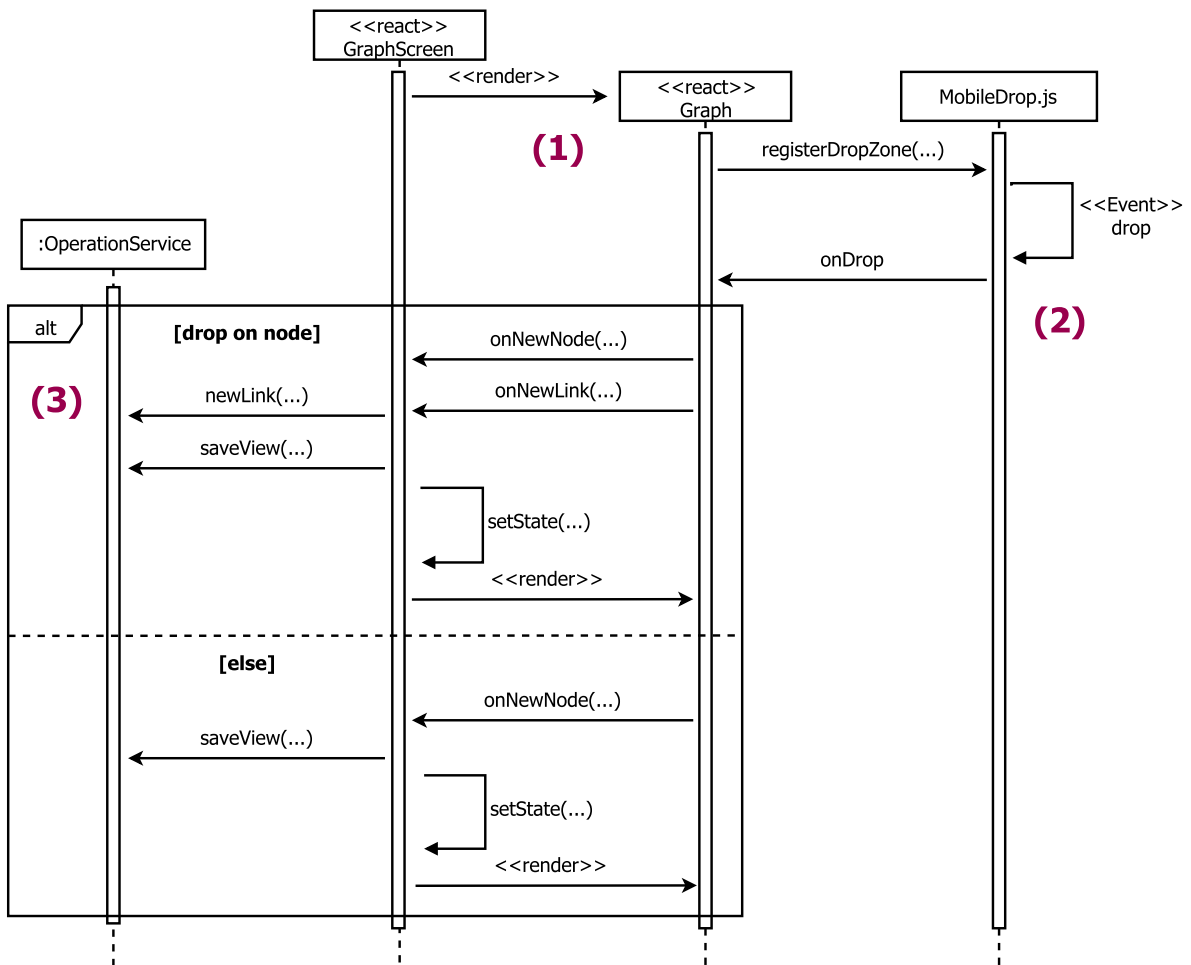 <<react>>
GraphScreen
<<render>>
<<react>>
Graph
MobileDrop.js
(1)
registerDropZone(...)
<<Event>>
drop
:OperationService
onDrop
(2)
alt
[drop on node]
onNewNode(...)
(3)
newLink(...)
onNewLink(...)
saveView(...)
setState(...)
<<render>>
[else]
onNewNode(...)
saveView(...)
setState(...)
<<render>>